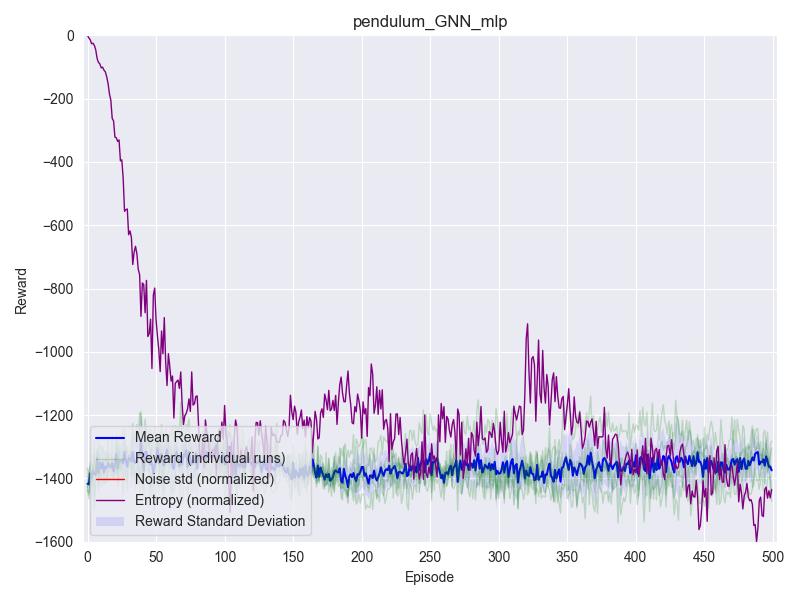 pendulum_GNN_mlp
0
−200
−400
−600
−800
−1000
−1200
−1400
−1600
Reward
Mean Reward
Reward (individual runs)
Noise std (normalized)
Entropy (normalized)
Reward Standard Deviation
0 50 100 150 200 250 300 350 400 450 500
Episode